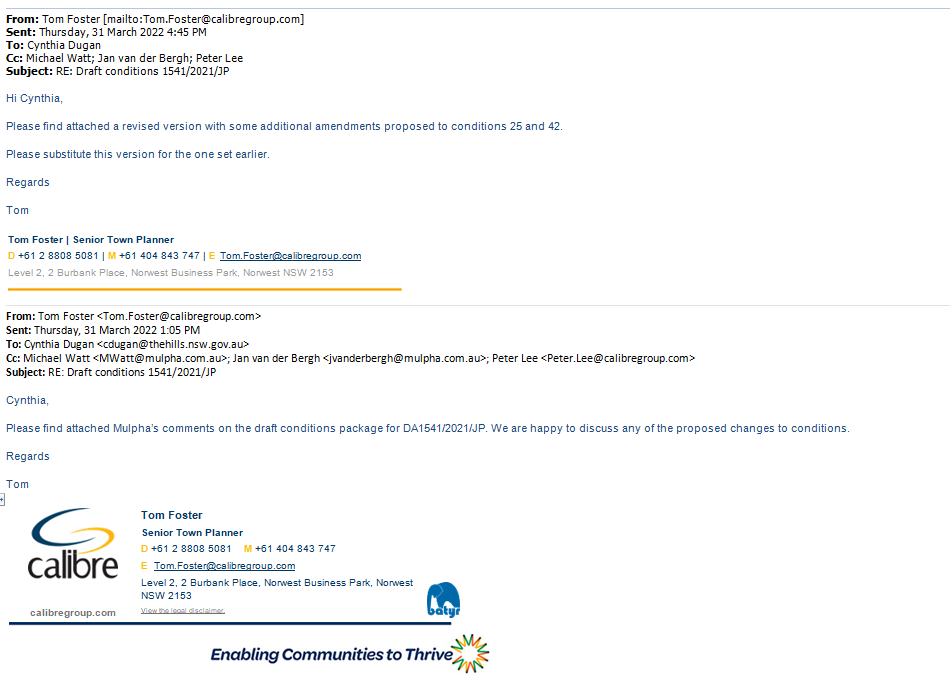 From: Tom Foster [mailto:Tom.Foster@calibregroup.com]
Sent: Thursday, 31 March 2022 4:45 PM
To: Cynthia Dugan
Cc: Michael Watt; Jan van der Bergh; Peter Lee
Subject: RE: Draft conditions 1541/2021/JP
Hi Cynthia,
Please find attached a revised version with some additional amendments proposed to conditions 25 and 42.
Please substitute this version for the one set earlier.
Regards
Tom
Tom Foster | Senior Town Planner
D +61 2 8808 5081 | M +61 404 843 747 | E Tom.Foster@calibregroup.com
Level 2, 2 Burbank Place, Norwest Business Park, Norwest NSW 2153
From: Tom Foster <Tom.Foster@calibregroup.com>
Sent: Thursday, 31 March 2022 1:05 PM
To: Cynthia Dugan <cdugan@thehills.nsw.gov.au>
Cc: Michael Watt <MWatt@mulpha.com.au>; Jan van der Bergh <jvanderbergh@mulpha.com.au>; Peter Lee <Peter.Lee@calibregroup.com>
Subject: RE: Draft conditions 1541/2021/JP
Cynthia,
Please find attached Mulpha's comments on the draft conditions package for DA1541/2021/JP. We are happy to discuss any of the proposed changes to conditions.
Regards
Tom
calibre
calibregroup.com
Tom Foster
Senior Town Planner
D +61 2 8808 5081 M +61 404 843 747
E Tom.Foster@calibregroup.com
Level 2, 2 Burbank Place, Norwest Business Park, Norwest
NSW 2153
View the legal disclaimer.
batyr
Enabling Communities to Thrive